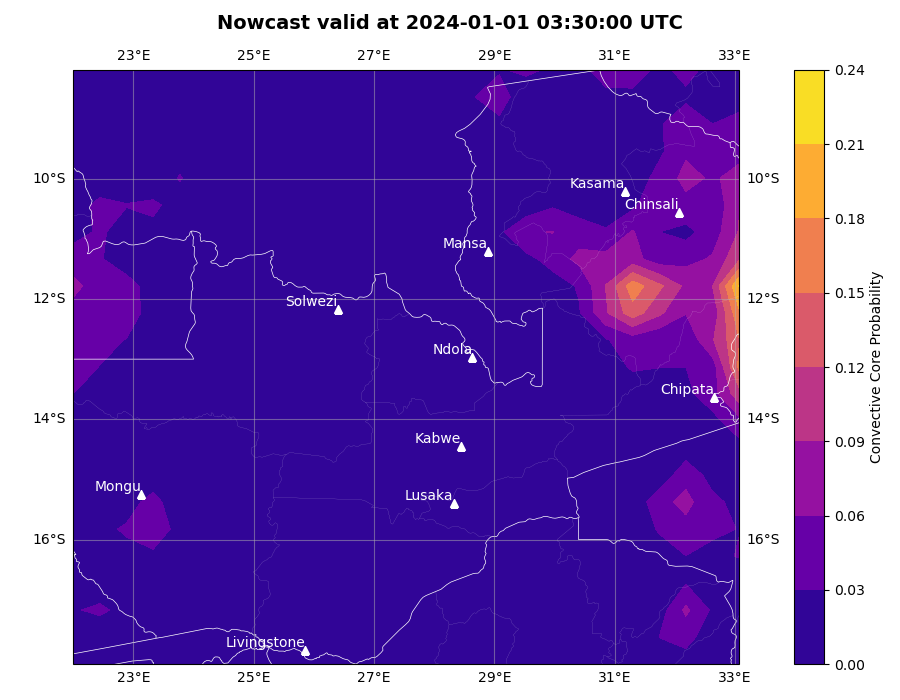 Nowcast valid at 2024-01-01 03:30:00 UTC
23°E 25°E 27°E 29°E 31°E 33°E
0.24
0.21
0.18
0.15
0.12
0.09
0.06
0.03
0.00
Convective Core Probability
10°S 10°S
12°S 12°S
14°S 14°S
16°S 16°S
Kasama
Chinsali
Mansa
Solwezi
Ndola
Chipata
Kabwe
Mongu
Lusaka
Livingstone
23°E 25°E 27°E 29°E 31°E 33°E